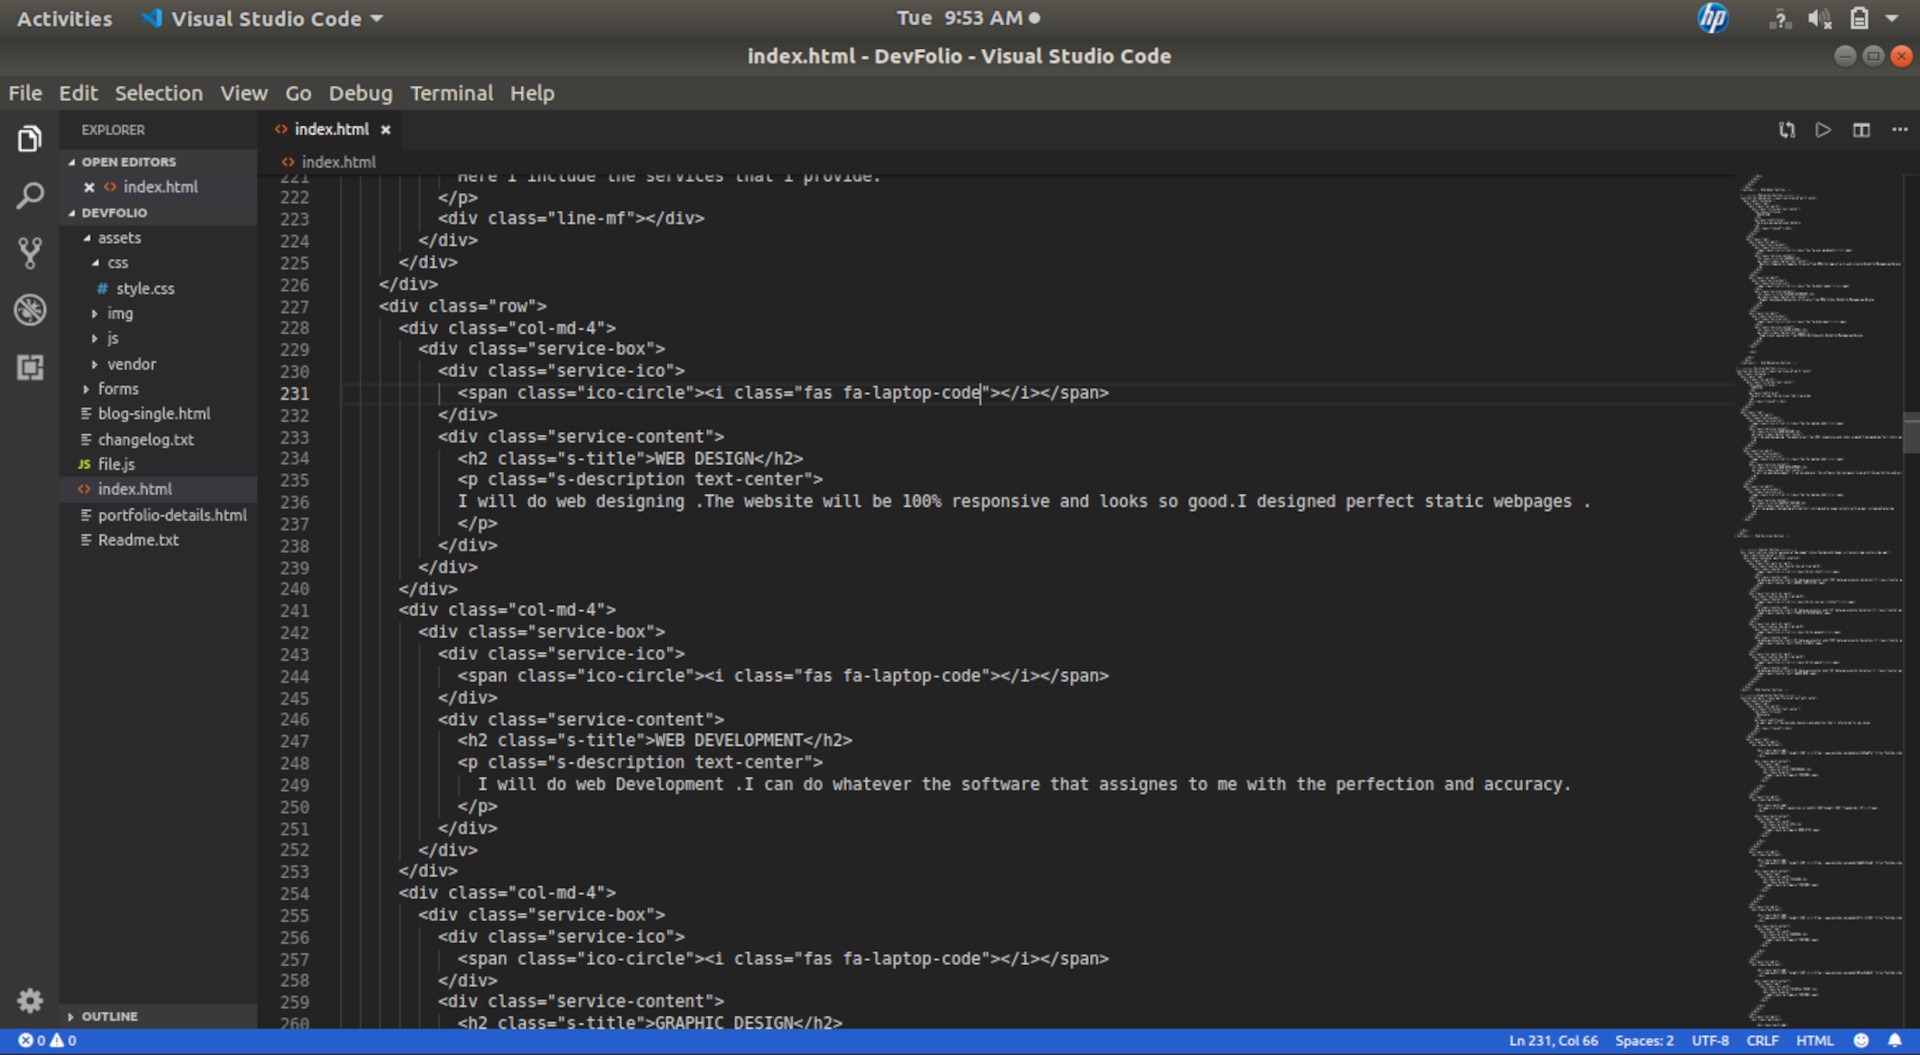 Activities Visual Studio Code Tue 9:53 AM hp ?
index.html - DevFolio - Visual Studio Code
File Edit Selection View Go Debug Terminal Help
EXPLORER
OPEN EDITORS
index.html
DEVFOLIO
assets
css
# style.css
img
js
vendor
forms
blog-single.html
changelog.txt
JS file.js
<> index.html
portfolio-details.html
Readme.txt
OUTLINE
<> index.html ×
<> index.html
221 Here I include the services that I provide.
222 </p>
223 <div class="line-mf"></div>
224 </div>
225 </div>
226 </div>
227 <div class="row">
228 <div class="col-md-4">
229 <div class="service-box">
230 <div class="service-ico">
231 <span class="ico-circle"><i class="fas fa-laptop-code"></i></span>
232 </div>
233 <div class="service-content">
234 <h2 class="s-title">WEB DESIGN</h2>
235 <p class="s-description text-center">
236 I will do web designing .The website will be 100% responsive and looks so good.I designed perfect static webpages .
237 </p>
238 </div>
239 </div>
240 </div>
241 <div class="col-md-4">
242 <div class="service-box">
243 <div class="service-ico">
244 <span class="ico-circle"><i class="fas fa-laptop-code"></i></span>
245 </div>
246 <div class="service-content">
247 <h2 class="s-title">WEB DEVELOPMENT</h2>
248 <p class="s-description text-center">
249 I will do web Development .I can do whatever the software that assignes to me with the perfection and accuracy.
250 </p>
251 </div>
252 </div>
253 </div>
254 <div class="col-md-4">
255 <div class="service-box">
256 <div class="service-ico">
257 <span class="ico-circle"><i class="fas fa-laptop-code"></i></span>
258 </div>
259 <div class="service-content">
260 <h2 class="s-title">GRAPHIC DESIGN</h2>
0 0 Ln 231, Col 66 Spaces: 2 UTF-8 CRLF HTML